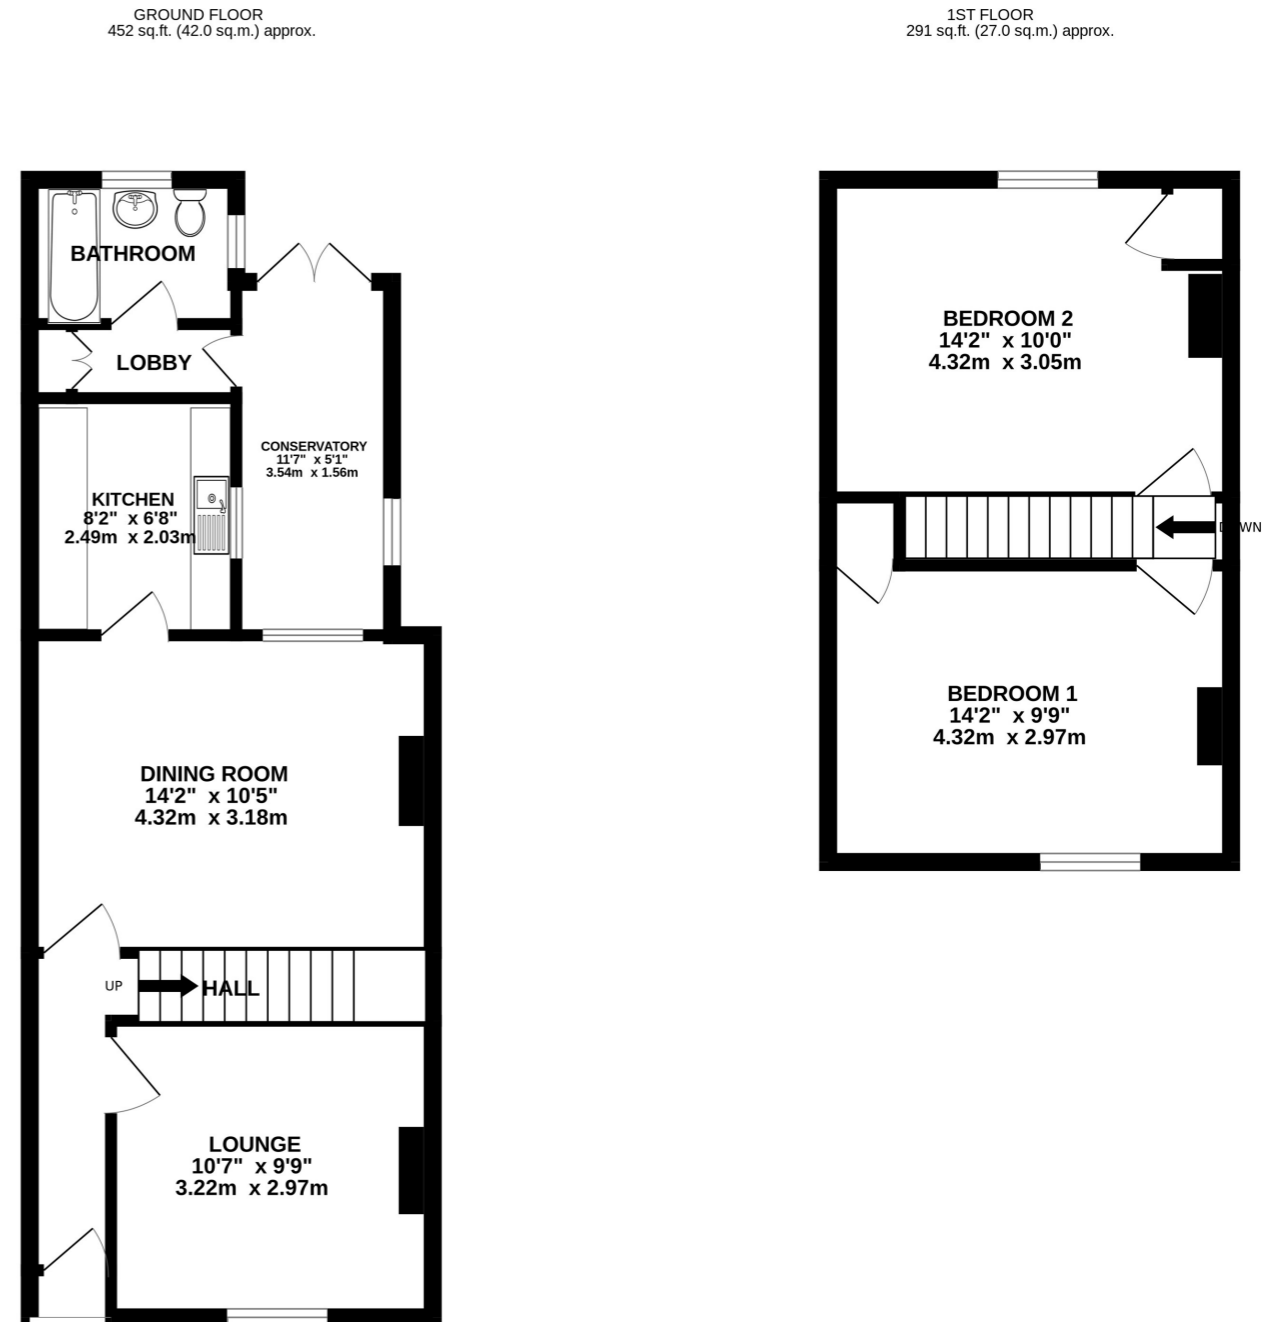 GROUND FLOOR
452 sq.ft. (42.0 sq.m.) approx.
BATHROOM
LOBBY
CONSERVATORY
11'7" x 5'1"
3.54m x 1.56m
KITCHEN
8'2" x 6'8"
2.49m x 2.03m
DINING ROOM
14'2" x 10'5"
4.32m x 3.18m
UP
HALL
LOUNGE
10'7" x 9'9"
3.22m x 2.97m
1ST FLOOR
291 sq.ft. (27.0 sq.m.) approx.
BEDROOM 2
14'2" x 10'0"
4.32m x 3.05m
DOWN
BEDROOM 1
14'2" x 9'9"
4.32m x 2.97m